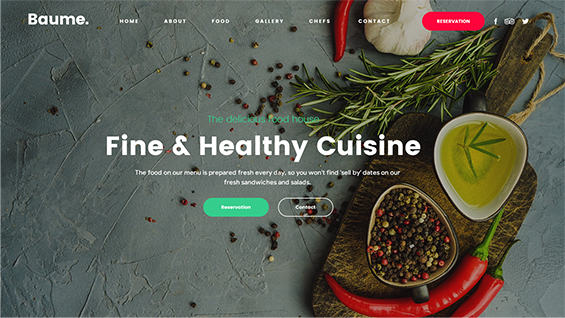 Baume.
HOME ABOUT FOOD GALLERY CHEFS CONTACT RESERVATION
The delicious food house
Fine & Healthy Cuisine
The food on our menu is prepared fresh every day, so you won't find 'sell by' dates on our
fresh sandwiches and salads.
Reservation Contact